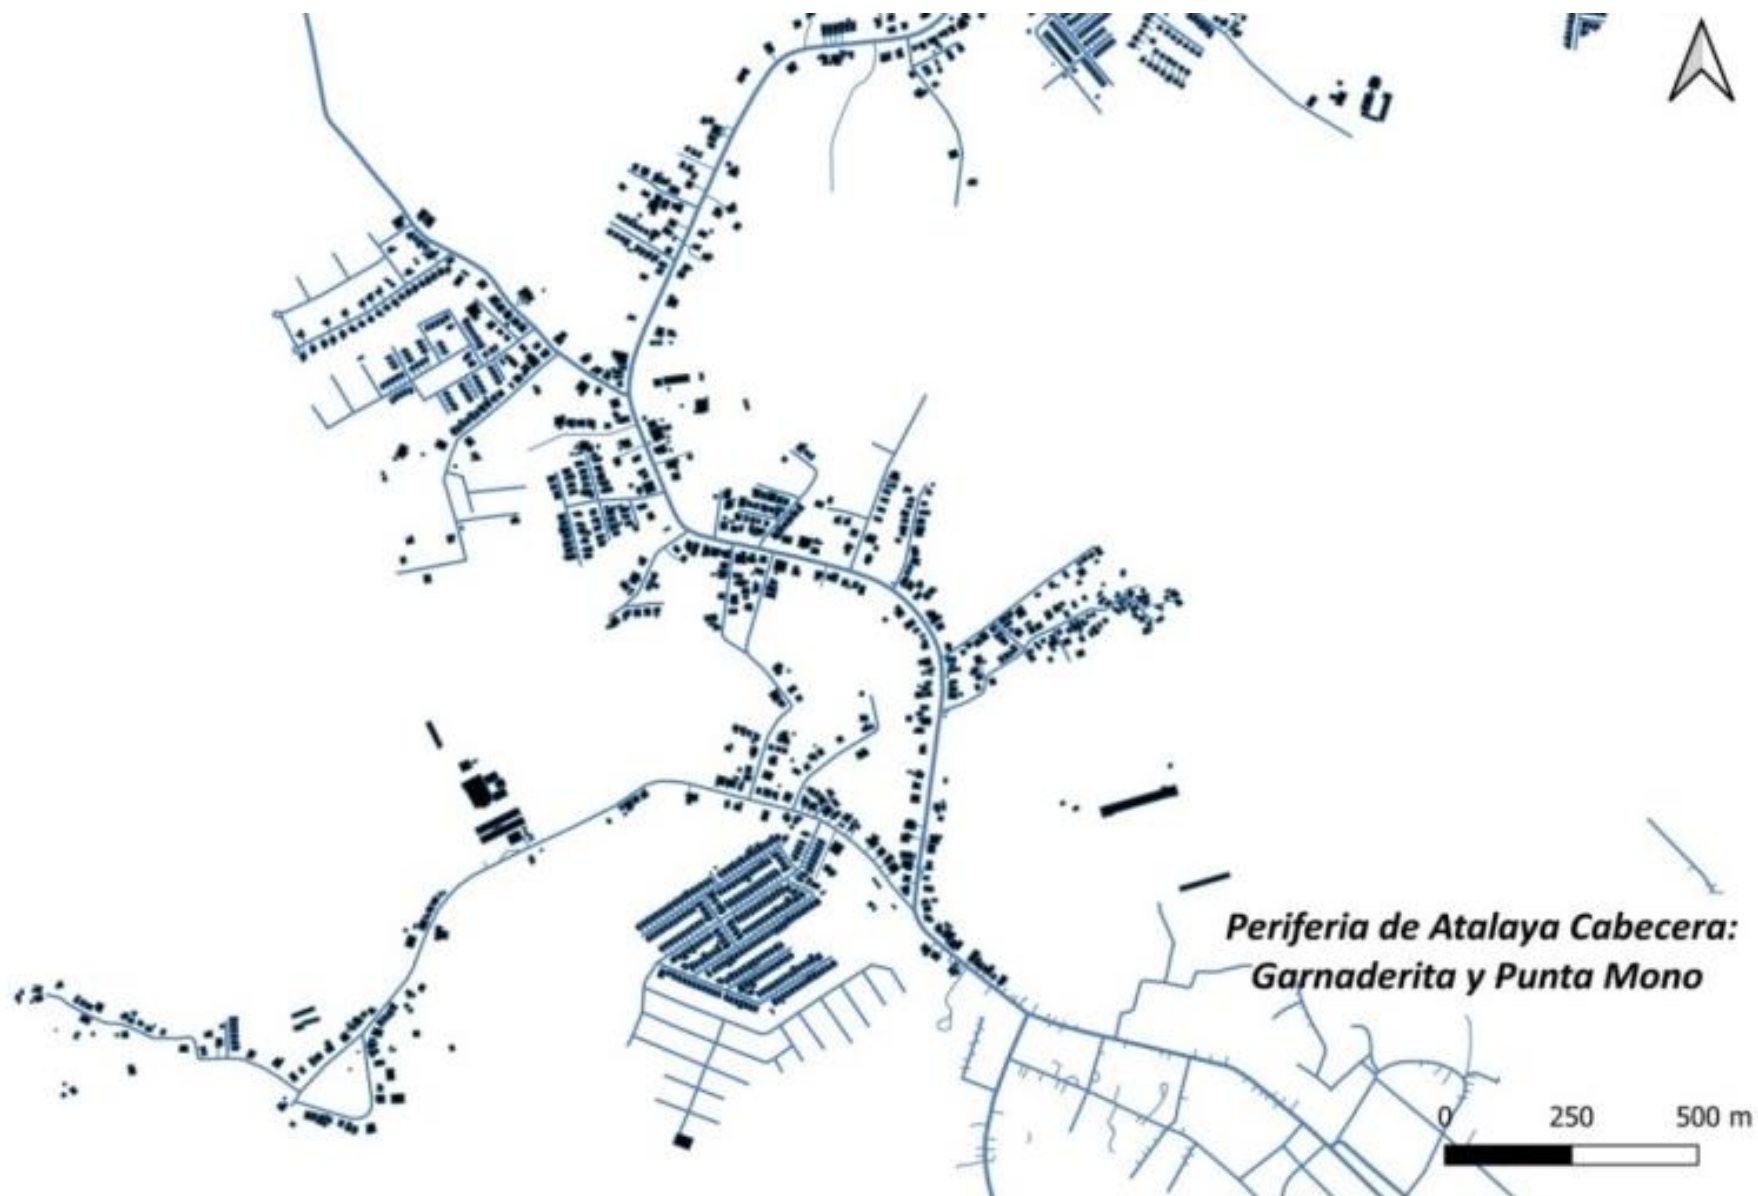 Periferia de Atalaya Cabecera:
Garnaderita y Punta Mono
0 250 500 m